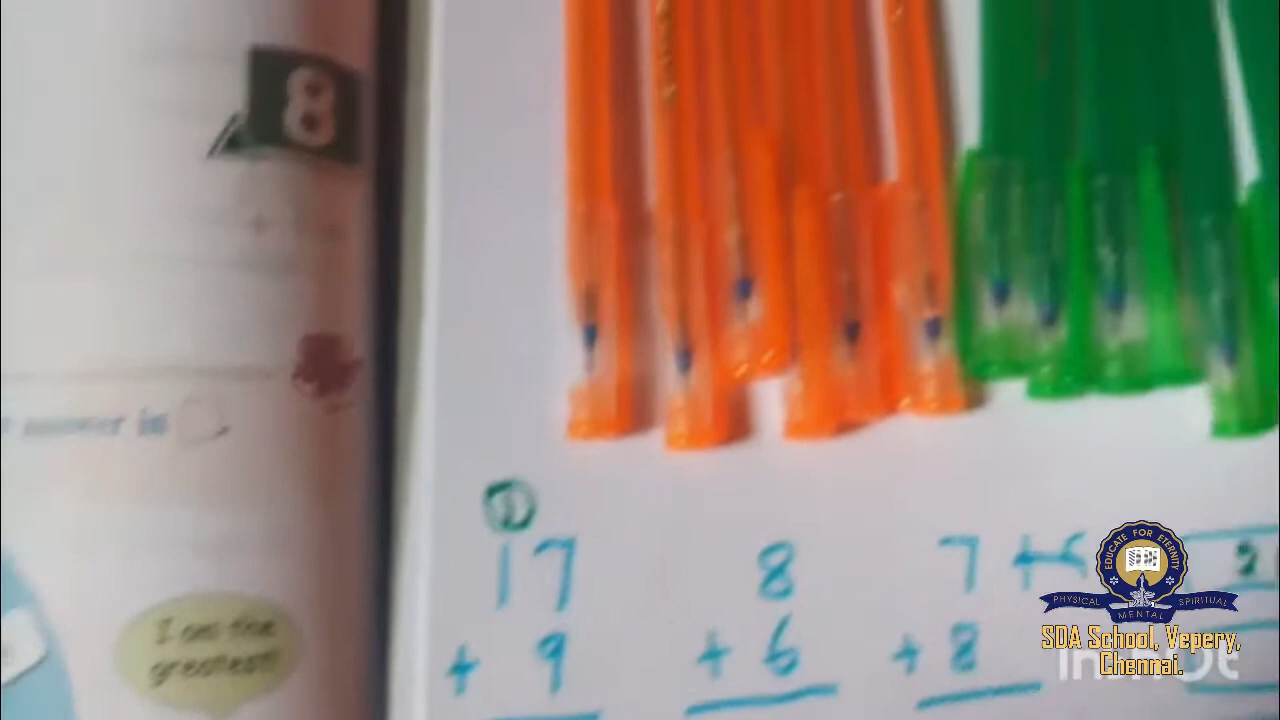 8
answer in
I am the
greatest!
1
17 8 7
+ 9 + 6 + 8
EDUCATE FOR ETERNITY
PHYSICAL MENTAL SPIRITUAL
SDA School, Vepery,
Chennai.